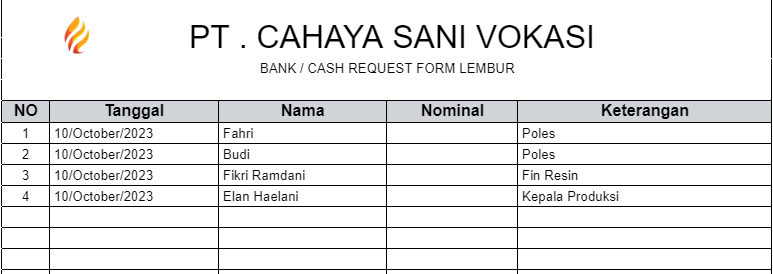 PT . CAHAYA SANI VOKASI
BANK / CASH REQUEST FORM LEMBUR
NO Tanggal Nama Nominal Keterangan
1 10/October/2023 Fahri Poles
2 10/October/2023 Budi Poles
3 10/October/2023 Fikri Ramdani Fin Resin
4 10/October/2023 Elan Haelani Kepala Produksi